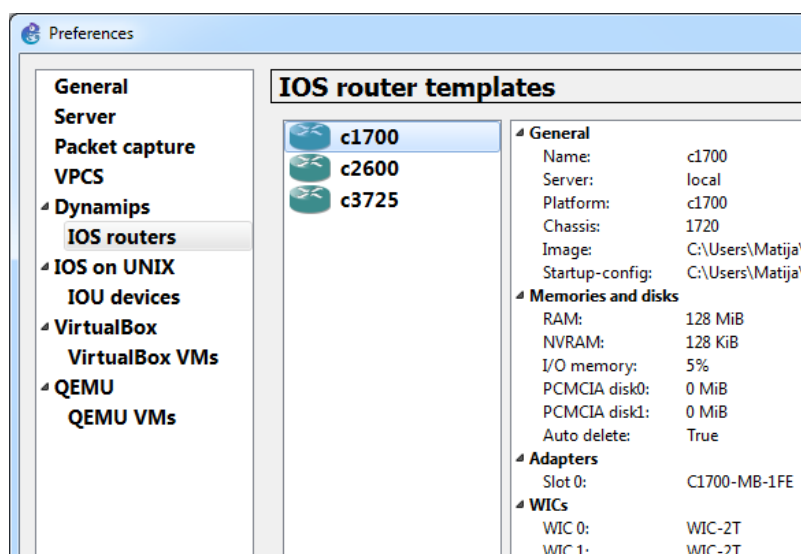 Preferences
General
Server
Packet capture
VPCS
Dynamips
IOS routers
IOS on UNIX
IOU devices
VirtualBox
VirtualBox VMs
QEMU
QEMU VMs
IOS router templates
c1700
c2600
c3725
General
Name: c1700
Server: local
Platform: c1700
Chassis: 1720
Image: C:\Users\Matija\
Startup-config: C:\Users\Matija\
Memories and disks
RAM: 128 MiB
NVRAM: 128 KiB
I/O memory: 5%
PCMCIA disk0: 0 MiB
PCMCIA disk1: 0 MiB
Auto delete: True
Adapters
Slot 0: C1700-MB-1FE
WICs
WIC 0: WIC-2T
WIC 1: WIC-2T